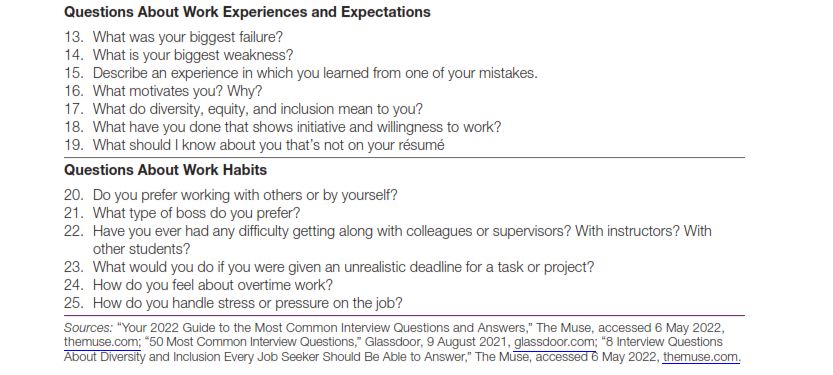 Questions About Work Experiences and Expectations
13. What was your biggest failure?
14. What is your biggest weakness?
15. Describe an experience in which you learned from one of your mistakes.
16. What motivates you? Why?
17. What do diversity, equity, and inclusion mean to you?
18. What have you done that shows initiative and willingness to work?
19. What should I know about you that’s not on your résumé
Questions About Work Habits
20. Do you prefer working with others or by yourself?
21. What type of boss do you prefer?
22. Have you ever had any difficulty getting along with colleagues or supervisors? With instructors? With
other students?
23. What would you do if you were given an unrealistic deadline for a task or project?
24. How do you feel about overtime work?
25. How do you handle stress or pressure on the job?
Sources: “Your 2022 Guide to the Most Common Interview Questions and Answers,” The Muse, accessed 6 May 2022,
themuse.com; “50 Most Common Interview Questions,” Glassdoor, 9 August 2021, glassdoor.com; “8 Interview Questions
About Diversity and Inclusion Every Job Seeker Should Be Able to Answer,” The Muse, accessed 6 May 2022, themuse.com.